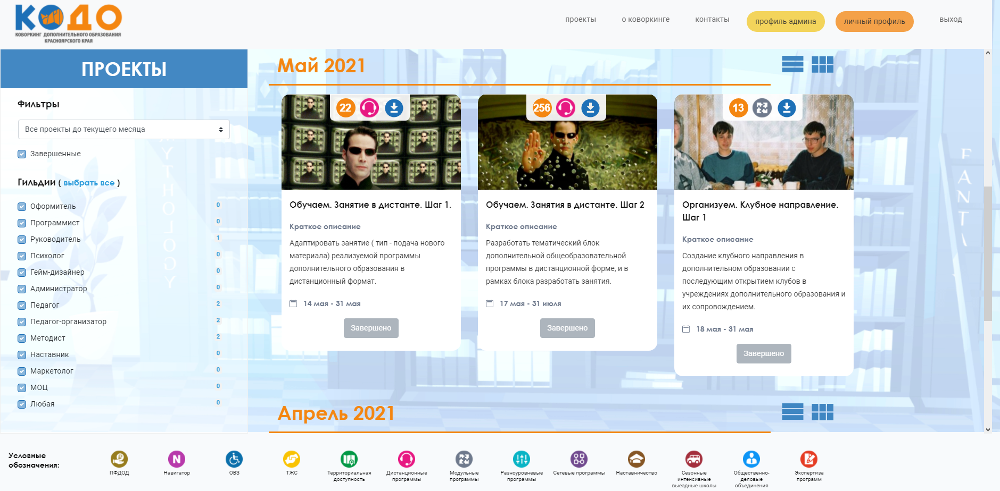 КОДО
КОВОРКИНГ ДОПОЛНИТЕЛЬНОГО ОБРАЗОВАНИЯ
КРАСНОЯРСКОГО КРАЯ
проекты
о коворкинге
контакты
профиль админа
личный профиль
выход
ПРОЕКТЫ
Фильтры
Все проекты до текущего месяца
Завершенные
Гильдии ( выбрать все )
Оформитель 0
Программист 0
Руководитель 1
Психолог 0
Гейм-дизайнер 0
Администратор 0
Педагог 2
Педагог-организатор 2
Методист 2
Наставник 0
Маркетолог 0
МОЦ 0
Любая 0
Май 2021
22
Обучаем. Занятие в дистанте. Шаг 1.
Краткое описание
Адаптировать занятие ( тип - подача нового
материала) реализуемой программы
дополнительного образования в
дистанционный формат.
14 мая - 31 мая
Завершено
256
Обучаем. Занятия в дистанте. Шаг 2
Краткое описание
Разработать тематический блок
дополнительной общеобразовательной
программы в дистанционной форме, и в
рамках блока разработать занятия.
17 мая - 31 июля
Завершено
13
Организуем. Клубное направление.
Шаг 1
Краткое описание
Создание клубного направления в
дополнительном образовании с
последующим открытием клубов в
учреждениях дополнительного образования и
их сопровождением.
18 мая - 31 мая
Завершено
Апрель 2021
Условные
обозначения:
ПФДОД
N
Навигатор
ОВЗ
ТЖС
Территориальная
доступность
Дистанционные
программы
Модульные
программы
Разноуровневые
программы
Сетевые программы
Наставничество
Сезонные
интенсивные
выездные школы
Общественно-
деловые
объединения
Экспертиза
программ